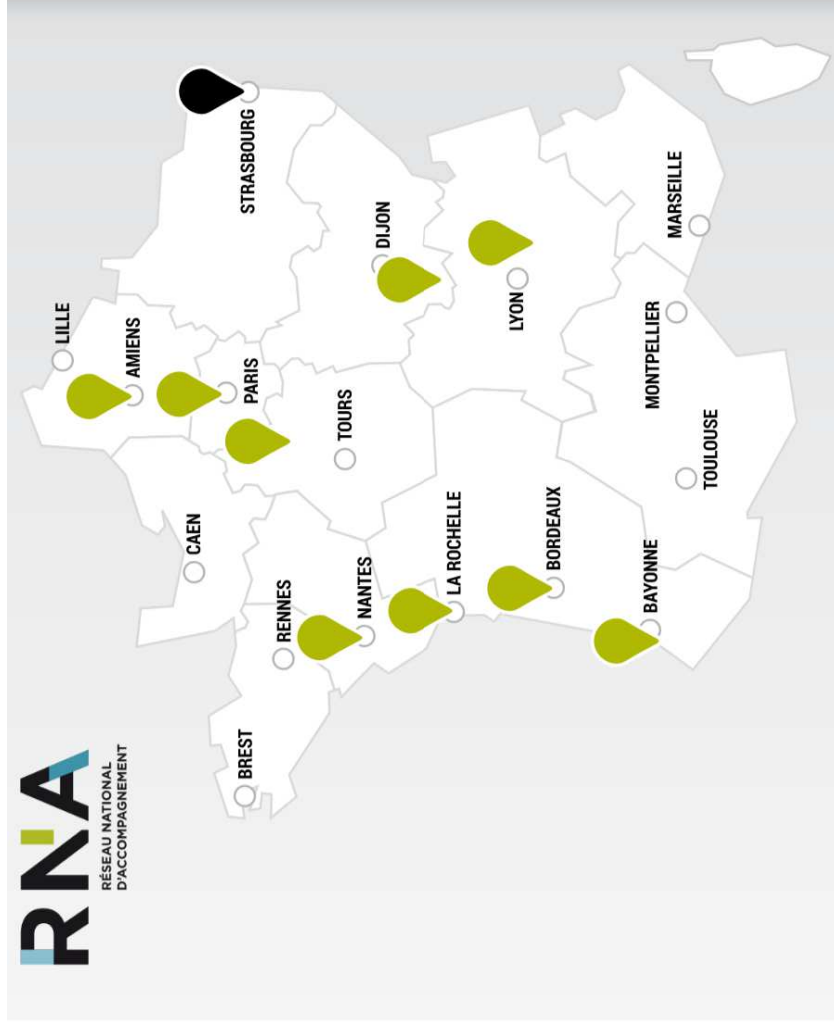 RNA
RÉSEAU NATIONAL
D'ACCOMPAGNEMENT
LILLE
AMIENS
CAEN
PARIS
STRASBOURG
BREST
RENNES
TOURS
NANTES
DIJON
LA ROCHELLE
LYON
BORDEAUX
BAYONNE
MONTPELLIER
TOULOUSE
MARSEILLE